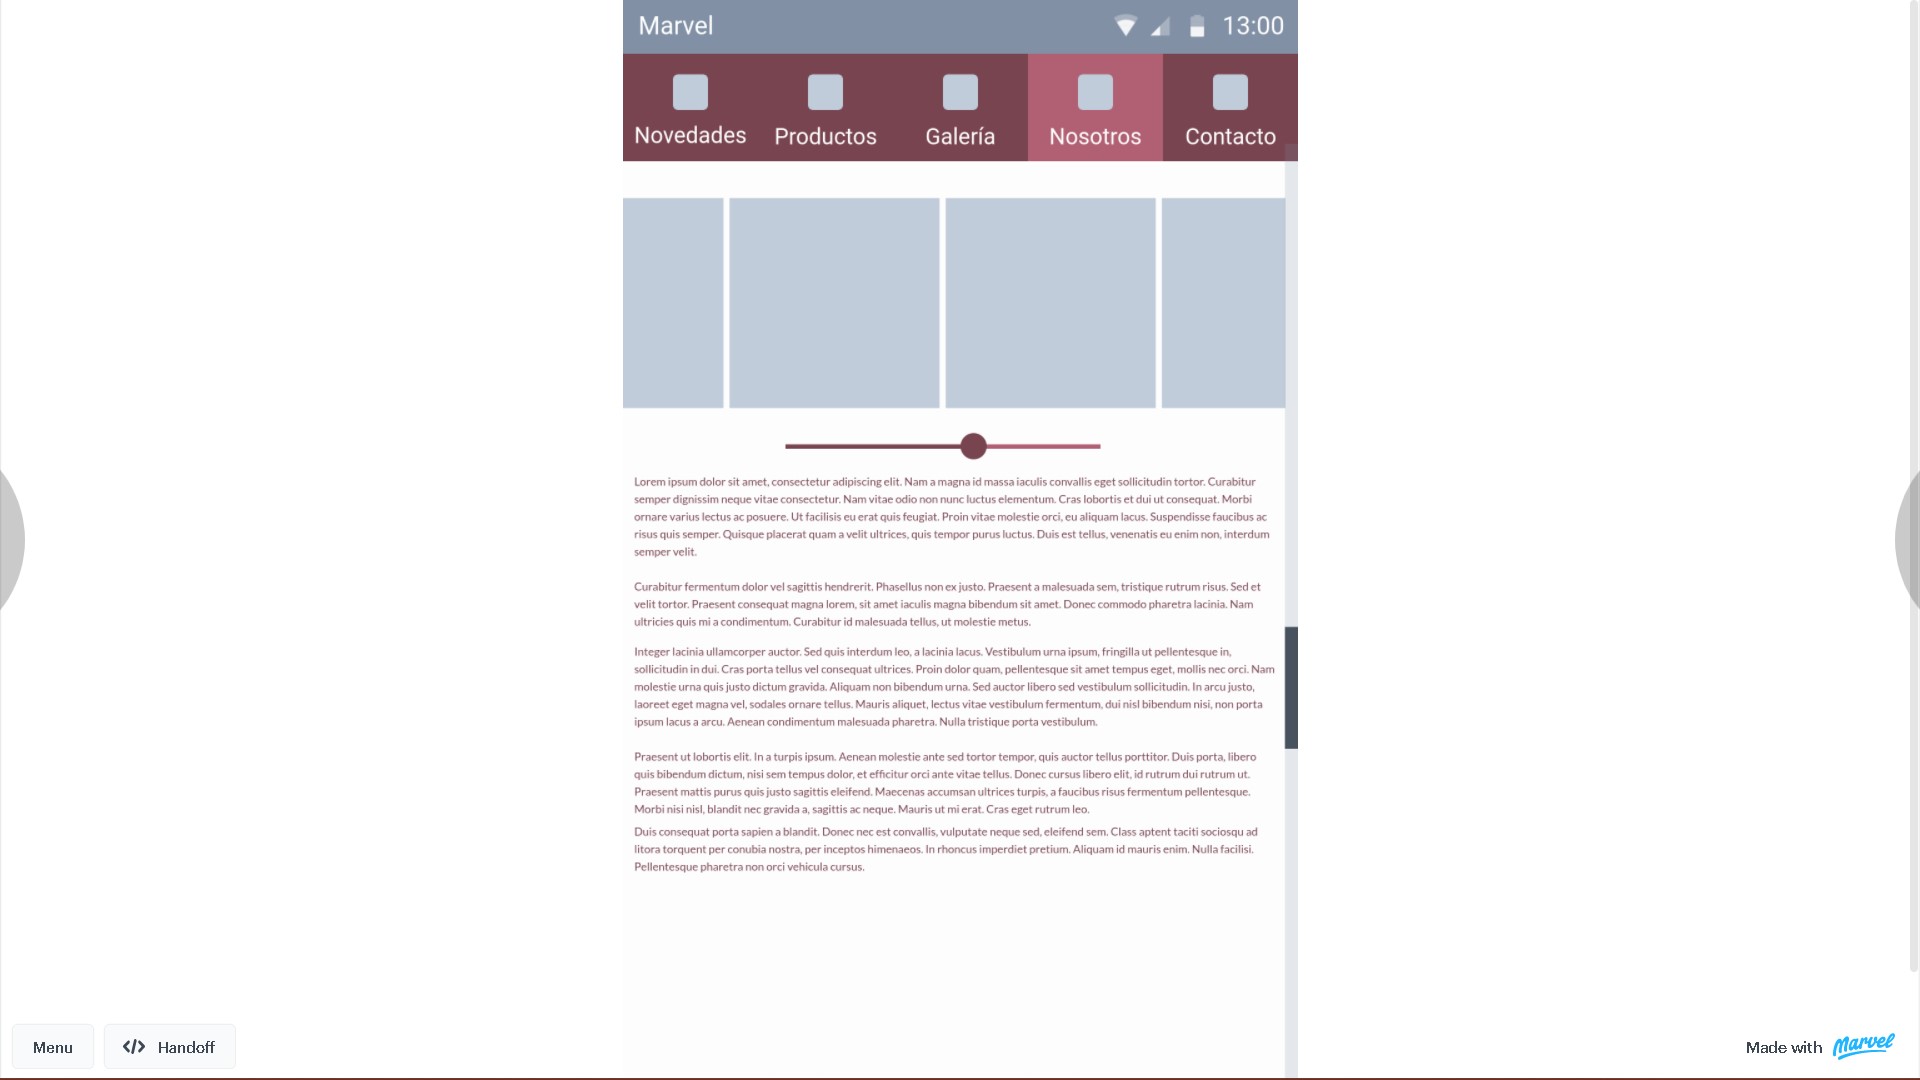 Marvel
13:00
Novedades
Productos
Galería
Nosotros
Contacto
Lorem ipsum dolor sit amet, consectetur adipiscing elit. Nam a magna id massa iaculis convallis eget sollicitudin tortor. Curabitur
semper dignissim neque vitae consectetur. Nam vitae odio non nunc luctus elementum. Cras lobortis et dui ut consequat. Morbi
ornare varius lectus ac posuere. Ut facilisis eu erat quis feugiat. Proin vitae molestie orci, eu aliquam lacus. Suspendisse faucibus ac
risus quis semper. Quisque placerat quam a velit ultrices, quis tempor purus luctus. Duis est tellus, venenatis eu enim non, interdum
semper velit.
Curabitur fermentum dolor vel sagittis hendrerit. Phasellus non ex justo. Praesent a malesuada sem, tristique rutrum risus. Sed et
velit tortor. Praesent consequat magna lorem, sit amet iaculis magna bibendum sit amet. Donec commodo pharetra lacinia. Nam
ultricies quis mi a condimentum. Curabitur id malesuada tellus, ut molestie metus.
Integer lacinia ullamcorper auctor. Sed quis interdum leo, a lacinia lacus. Vestibulum urna ipsum, fringilla ut pellentesque in,
sollicitudin in dui. Cras porta tellus vel consequat ultrices. Proin dolor quam, pellentesque sit amet tempus eget, mollis nec orci. Nam
molestie urna quis justo dictum gravida. Aliquam non bibendum urna. Sed auctor libero sed vestibulum sollicitudin. In arcu justo,
laoreet eget magna vel, sodales ornare tellus. Mauris aliquet, lectus vitae vestibulum fermentum, dui nisl bibendum nisi, non porta
ipsum lacus a arcu. Aenean condimentum malesuada pharetra. Nulla tristique porta vestibulum.
Praesent ut lobortis elit. In a turpis ipsum. Aenean molestie ante sed tortor tempor, quis auctor tellus porttitor. Duis porta, libero
quis bibendum dictum, nisi sem tempus dolor, et efficitur orci ante vitae tellus. Donec cursus libero elit, id rutrum dui rutrum ut.
Praesent mattis purus quis justo sagittis eleifend. Maecenas accumsan ultrices turpis, a faucibus risus fermentum pellentesque.
Morbi nisi nisl, blandit nec gravida a, sagittis ac neque. Mauris ut mi erat. Cras eget rutrum leo.
Duis consequat porta sapien a blandit. Donec nec est convallis, vulputate neque sed, eleifend sem. Class aptent taciti sociosqu ad
litora torquent per conubia nostra, per inceptos himenaeos. In rhoncus imperdiet pretium. Aliquam id mauris enim. Nulla facilisi.
Pellentesque pharetra non orci vehicula cursus.
Menu
</> Handoff
Made with Marvel